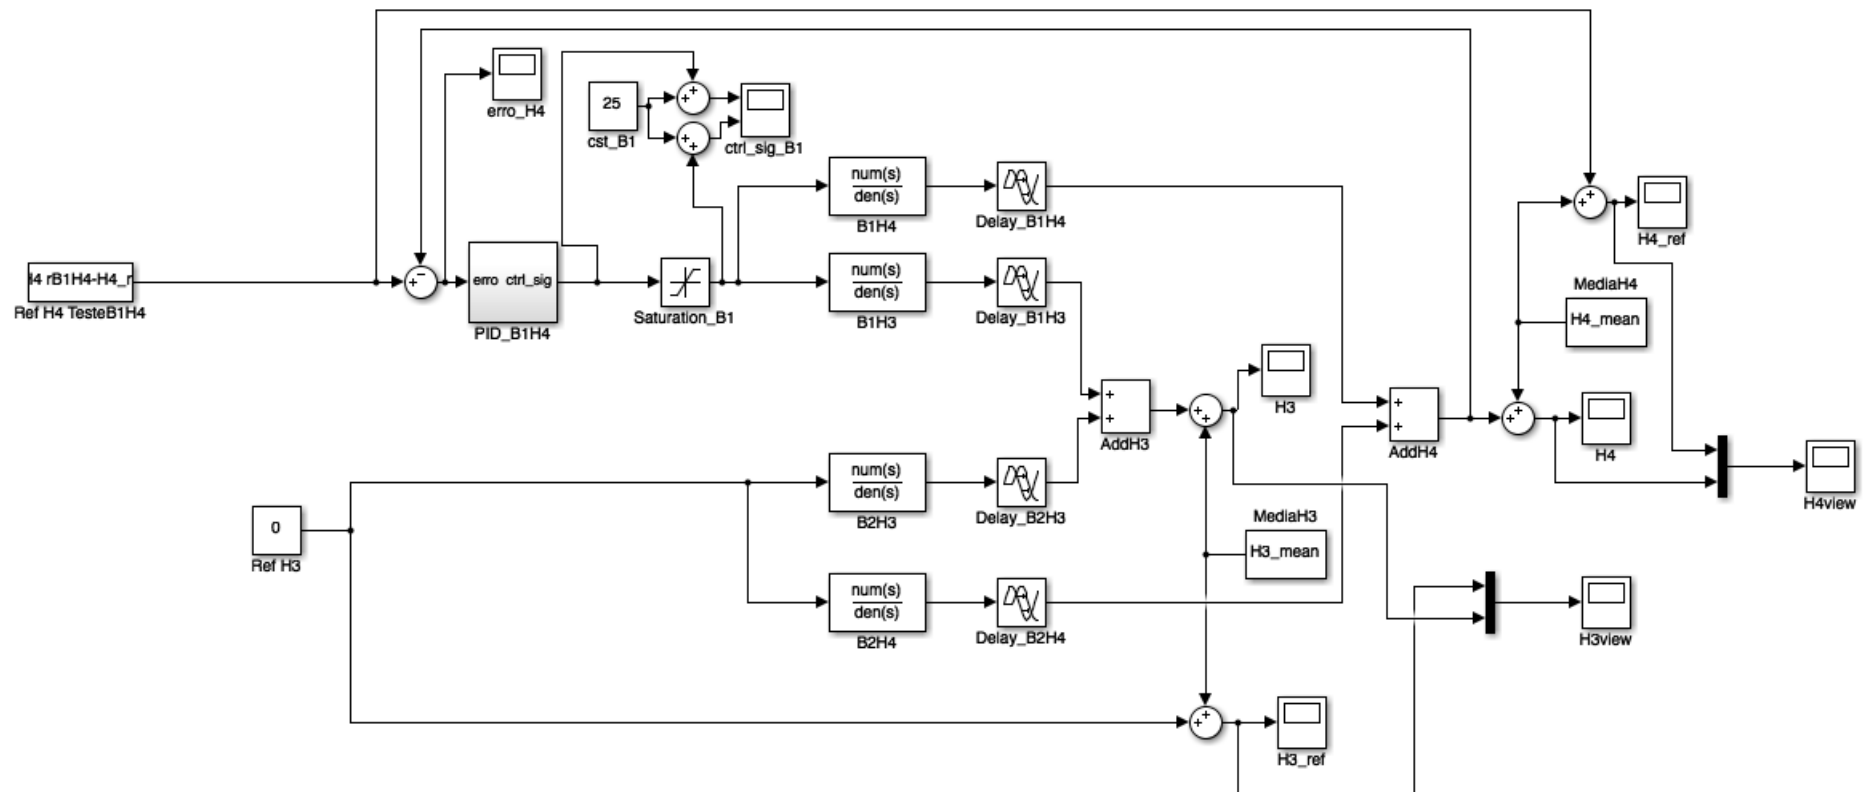 erro_H4
25
cst_B1
ctrl_sig_B1
num(s)
den(s)
B1H4
Delay_B1H4
H4_ref
I4 rB1H4-H4_r
Ref H4 TesteB1H4
erro ctrl_sig
PID_B1H4
Saturation_B1
num(s)
den(s)
B1H3
Delay_B1H3
MediaH4
H4_mean
H3
AddH3
AddH4
H4
H4view
num(s)
den(s)
B2H3
Delay_B2H3
0
Ref H3
MediaH3
H3_mean
num(s)
den(s)
B2H4
Delay_B2H4
H3view
H3_ref